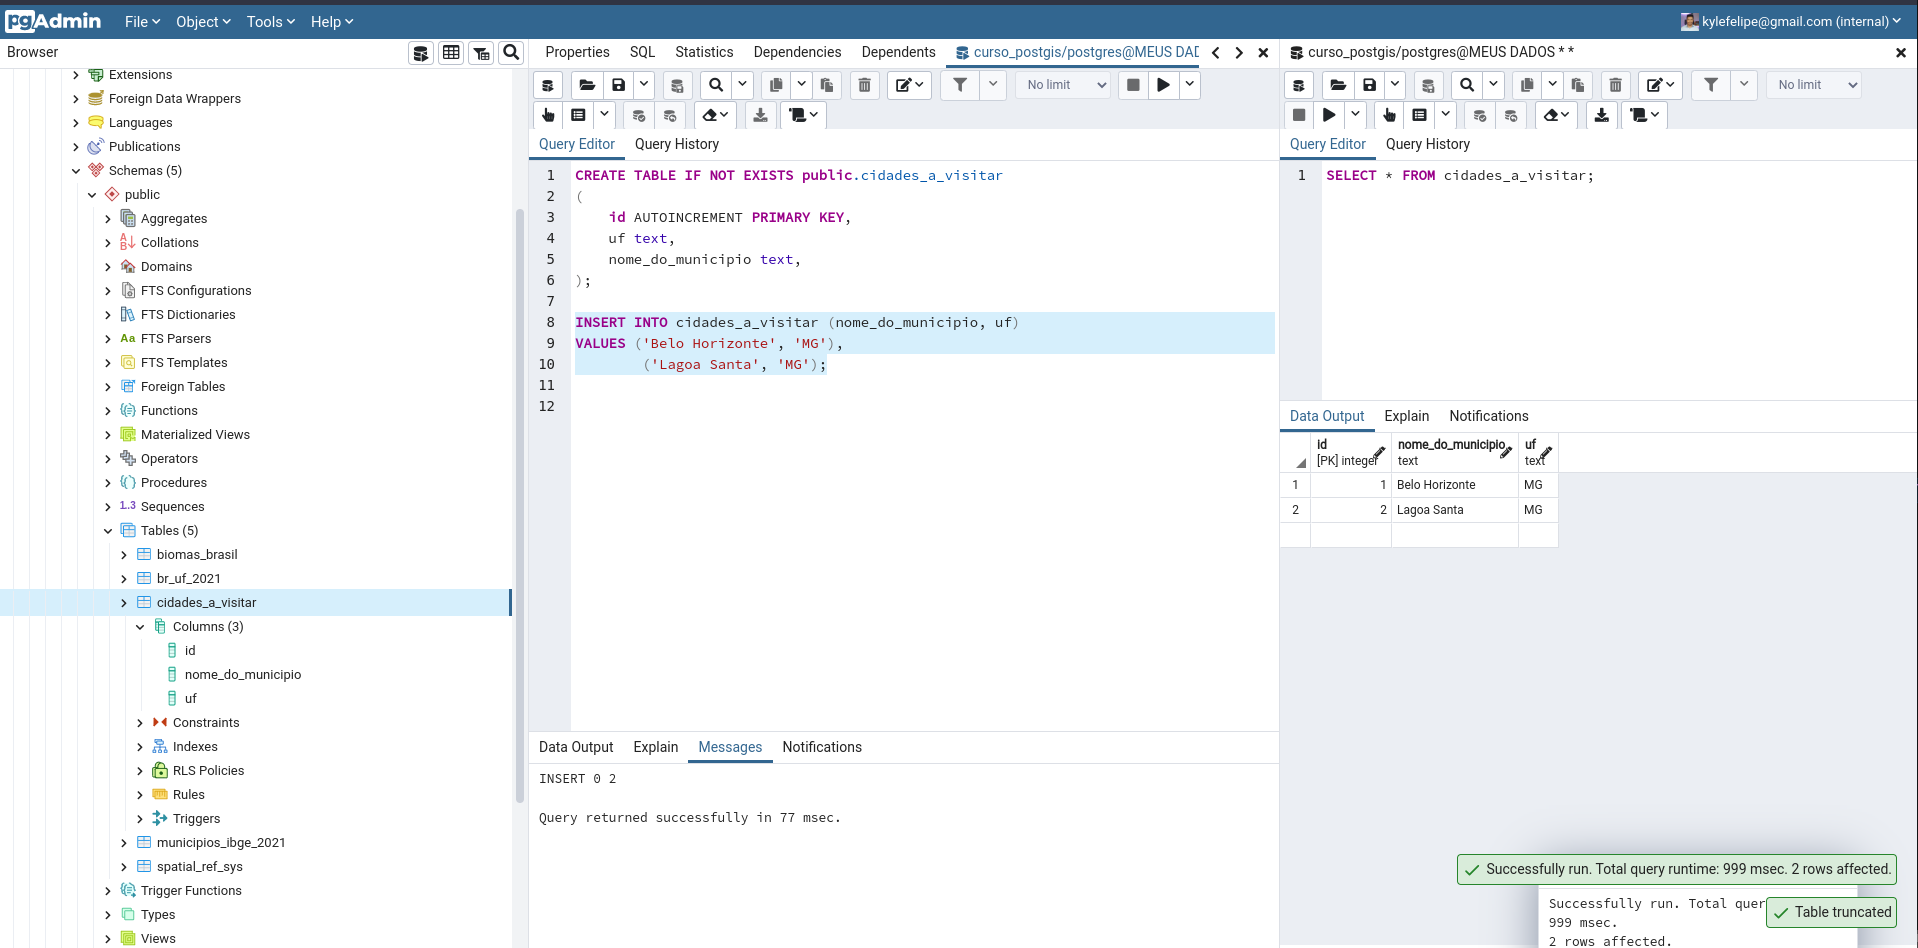 pgAdmin File Object Tools Help kylefelipe@gmail.com (internal)
Browser
Extensions
Foreign Data Wrappers
Languages
Publications
Schemas (5)
public
Aggregates
Collations
Domains
FTS Configurations
FTS Dictionaries
Aa FTS Parsers
FTS Templates
Foreign Tables
Functions
Materialized Views
Operators
Procedures
1..3 Sequences
Tables (5)
biomas_brasil
br_uf_2021
cidades_a_visitar
Columns (3)
id
nome_do_municipio
uf
Constraints
Indexes
RLS Policies
Rules
Triggers
municipios_ibge_2021
spatial_ref_sys
Trigger Functions
Types
Views
Properties SQL Statistics Dependencies Dependents curso_postgis/postgres@MEUS DAD
No limit
Query Editor Query History
1 CREATE TABLE IF NOT EXISTS public.cidades_a_visitar
2 (
3 id AUTOINCREMENT PRIMARY KEY,
4 uf text,
5 nome_do_municipio text,
6 );
7
8 INSERT INTO cidades_a_visitar (nome_do_municipio, uf)
9 VALUES ('Belo Horizonte', 'MG'),
10 ('Lagoa Santa', 'MG');
11
12
Data Output Explain Messages Notifications
INSERT 0 2
Query returned successfully in 77 msec.
curso_postgis/postgres@MEUS DADOS * *
No limit
Query Editor Query History
1 SELECT * FROM cidades_a_visitar;
Data Output Explain Notifications
id nome_do_municipio uf
[PK] integer text text
1 1 Belo Horizonte MG
2 2 Lagoa Santa MG
Successfully run. Total query runtime: 999 msec. 2 rows affected.
Successfully run. Total quer
Table truncated
999 msec.
2 rows affected.